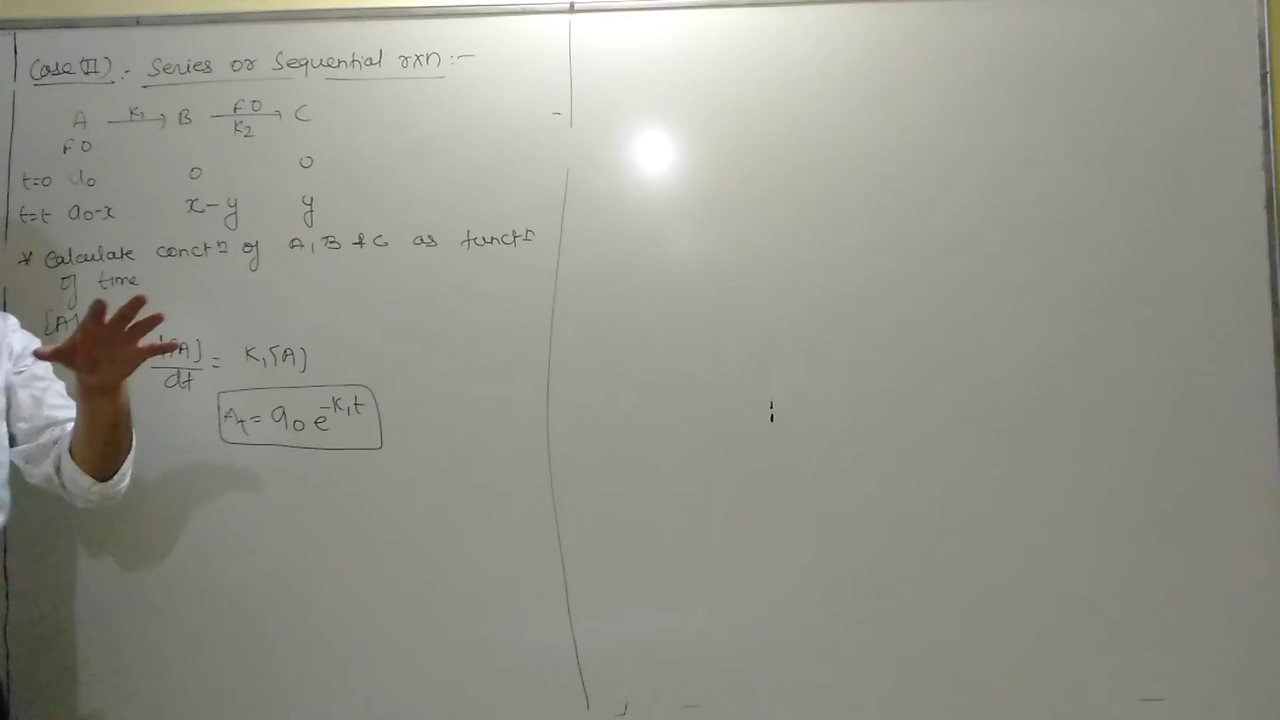 Case (II). Series or Sequential rxn :-
A —K₁→ B —FO/K₂→ C
FO
t=0 a₀ 0 0
t=t a₀-x x-y y
* Calculate conctⁿ of A, B & C as functⁿ
of time
[A]
[A]/dt = K₁[A]
Aₜ = a₀ e^-K₁t